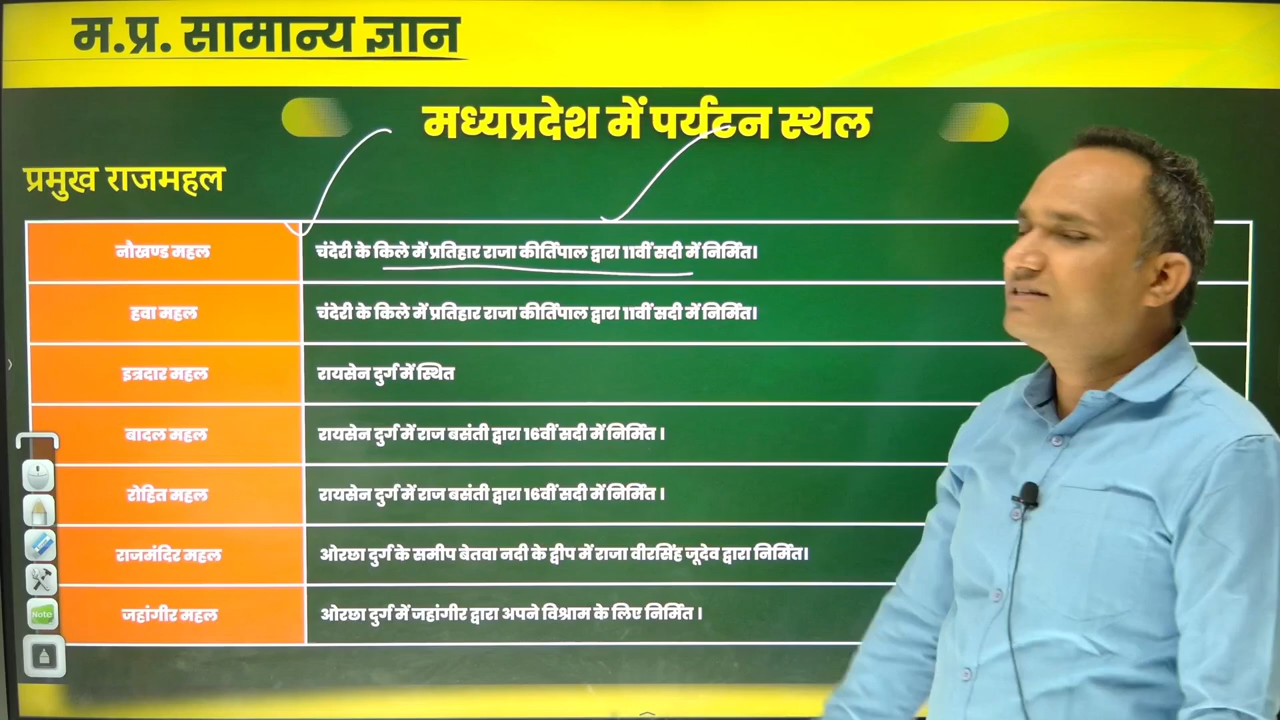 म.प्र. सामान्य ज्ञान
मध्यप्रदेश में पर्यटन स्थल
प्रमुख राजमहल
नौखण्ड महल चंदेरी के किले में प्रतिहार राजा कीर्तिपाल द्वारा 11वीं सदी में निर्मित।
हवा महल चंदेरी के किले में प्रतिहार राजा कीर्तिपाल द्वारा 11वीं सदी में निर्मित।
इत्रदार महल रायसेन दुर्ग में स्थित
बादल महल रायसेन दुर्ग में राज बसंती द्वारा 16वीं सदी में निर्मित ।
रोहित महल रायसेन दुर्ग में राज बसंती द्वारा 16वीं सदी में निर्मित ।
राजमंदिर महल ओरछा दुर्ग के समीप बेतवा नदी के द्वीप में राजा वीरसिंह जूदेव द्वारा निर्मित।
जहांगीर महल ओरछा दुर्ग में जहांगीर द्वारा अपने विश्राम के लिए निर्मित ।
Note